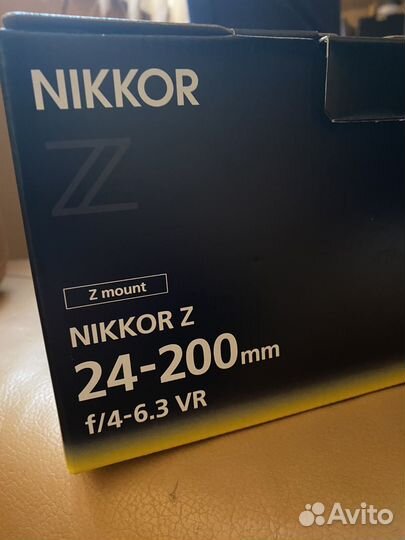 NIKKOR
Z
Z mount
NIKKOR Z
24-200mm
f/4-6.3 VR
Avito